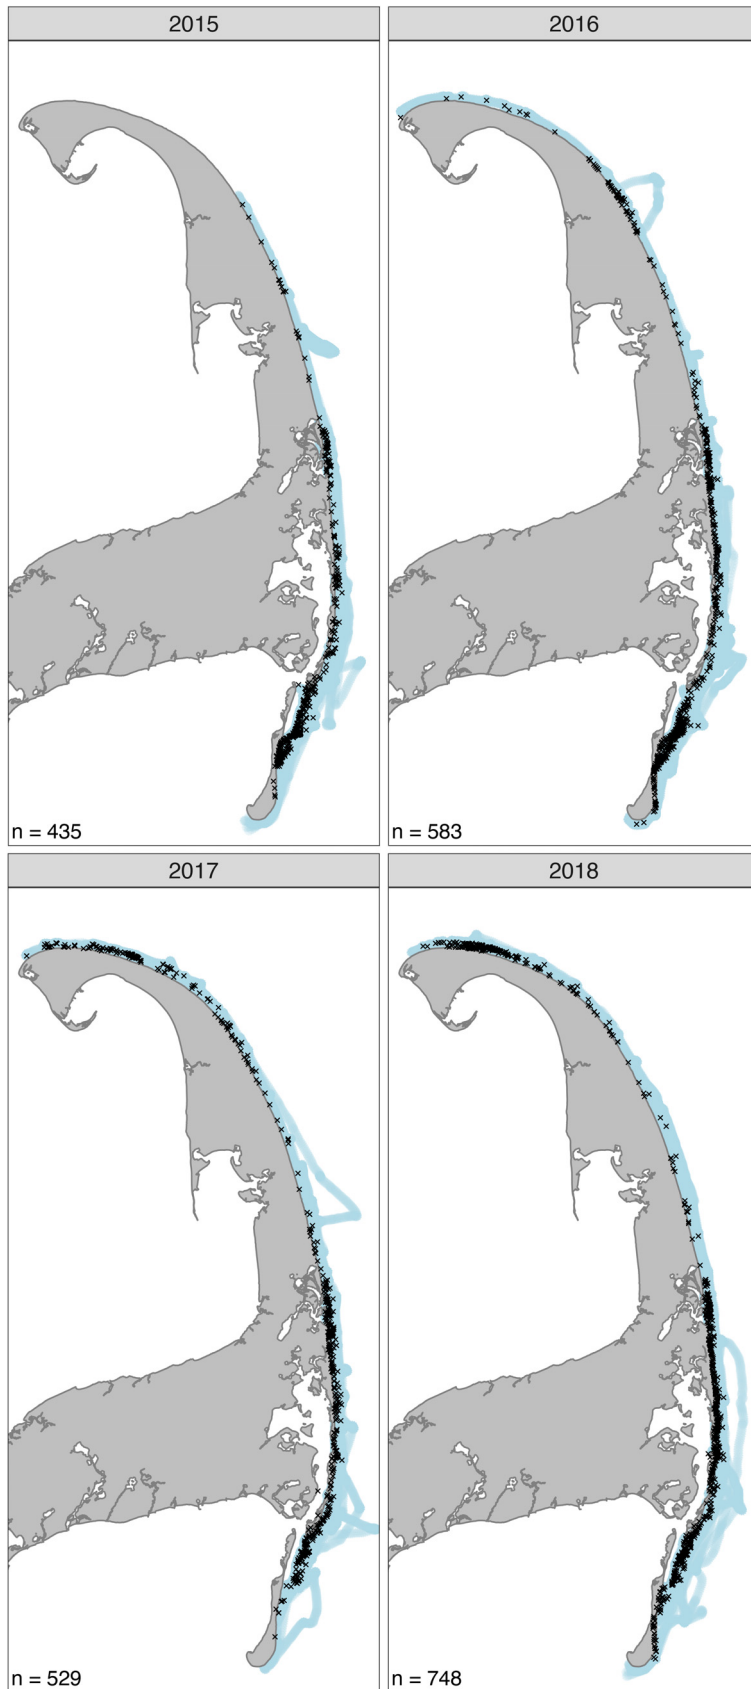 2015
2016
n = 435
n = 583
2017
2018
n = 529
n = 748